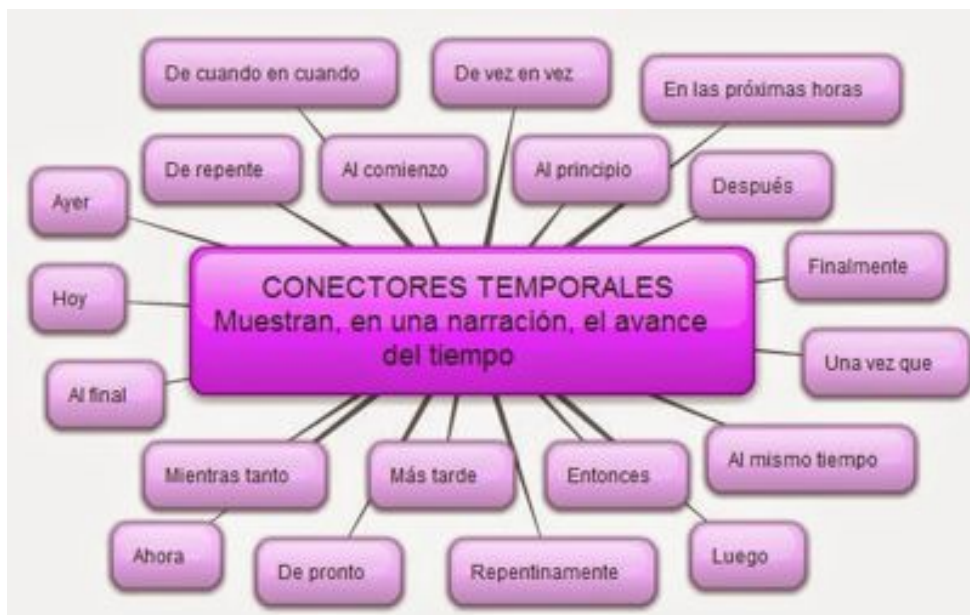 De cuando en cuando
De vez en vez
En las próximas horas
De repente
Al comienzo
Al principio
Después
Ayer
Finalmente
Hoy
CONECTORES TEMPORALES
Muestran, en una narración, el avance
del tiempo
Una vez que
Al final
Mientras tanto
Más tarde
Entonces
Al mismo tiempo
Ahora
De pronto
Repentinamente
Luego